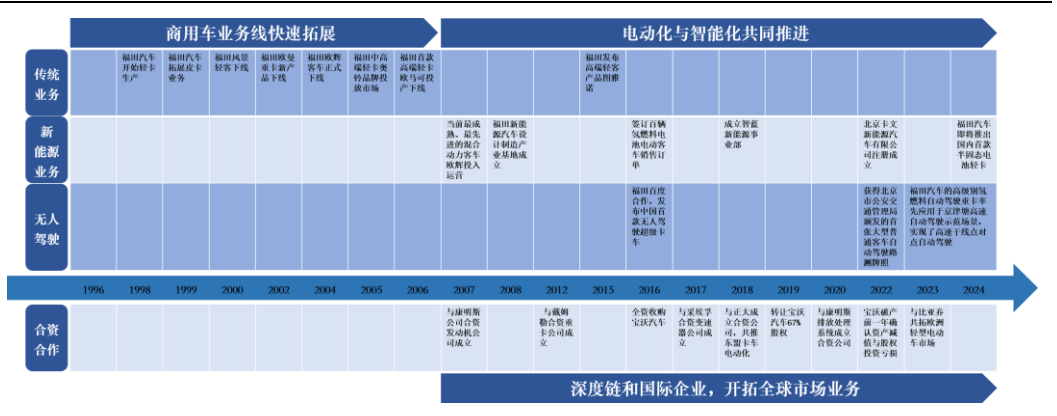 商用车业务线快速拓展
电动化与智能化共同推进
传统
业务
福田汽车
开始轻卡
生产
福田汽车
拓展皮卡
业务
福田风景
轻客下线
福田欧曼
重卡新产
品下线
福田欧辉
客车正式
下线
福田中高
端轻卡奥
铃品牌投
放市场
福田首款
高端轻卡
欧马可投
产下线
福田发布
高端轻客
产品图雅
诺
新
能源
业务
当前最成
熟、最先
进的混合
动力客车
欧辉投入
运营
福田新能
源汽车设
计制造产
业基地成
立
签订百辆
氢燃料电
池电动客
车销售订
单
成立智蓝
新能源事
业部
北京卡文
新能源汽
车有限公
司注册成
立
福田汽车
即将推出
国内首款
半固态电
池轻卡
无人
驾驶
福田百度
合作，发
布中国首
款无人驾
驶超级卡
车
获得北京
市公安交
通管理局
颁发的首
张大型普
通客车自
动驾驶路
测牌照
福田汽车的高级别氢
燃料自动驾驶重卡率
先应用于京津塘高速
自动驾驶示范场景，
实现了高速干线点对
点自动驾驶
1996 1998 1999 2000 2002 2004 2005 2006 2007 2008 2012 2015 2016 2017 2018 2019 2020 2022 2023 2024
合资
合作
与康明斯
公司合资
发动机公
司成立
与戴姆
勒合资重
卡公司成
立
全资收购
宝沃汽车
与采埃孚
合资变速
器公司成
立
与正大成
立合资公
司，共推
东盟卡车
电动化
转让宝沃
汽车67%
股权
与康明斯
排放处理
系统成立
合资公司
宝沃破产
前一年确
认资产减
值与股权
投资亏损
与比亚乔
共拓欧洲
轻型电动
车市场
深度链和国际企业，开拓全球市场业务